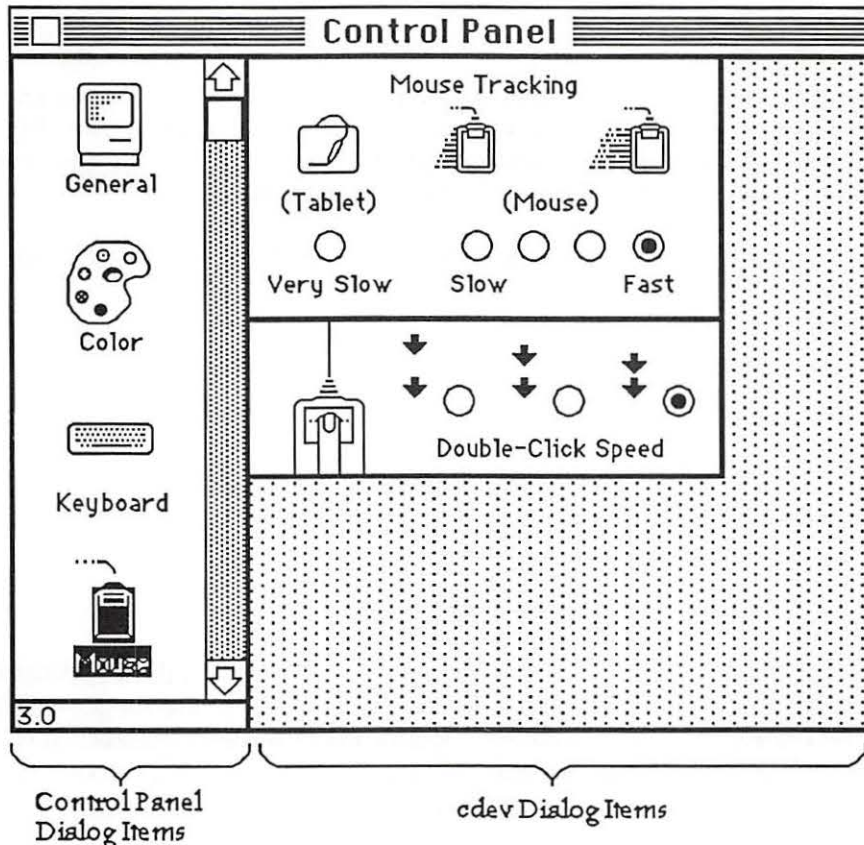 Control Panel
General
Color
Keyboard
Mouse
3.0
Mouse Tracking
(Tablet) (Mouse)
Very Slow Slow Fast
Double-Click Speed
Control Panel
Dialog Items
cdev Dialog Items